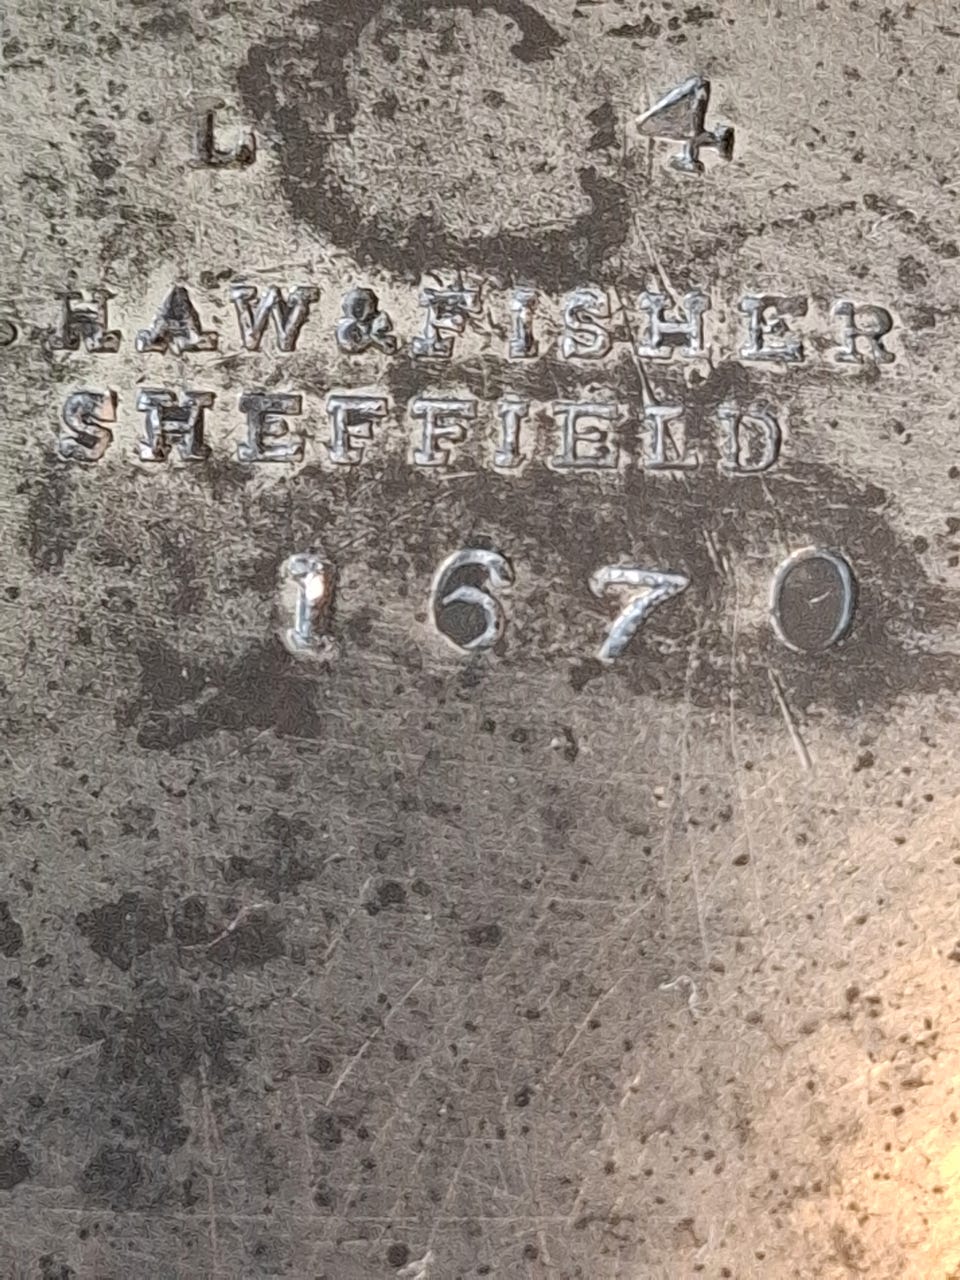 L 4
HAW & FISHER
SHEFFIELD
1670